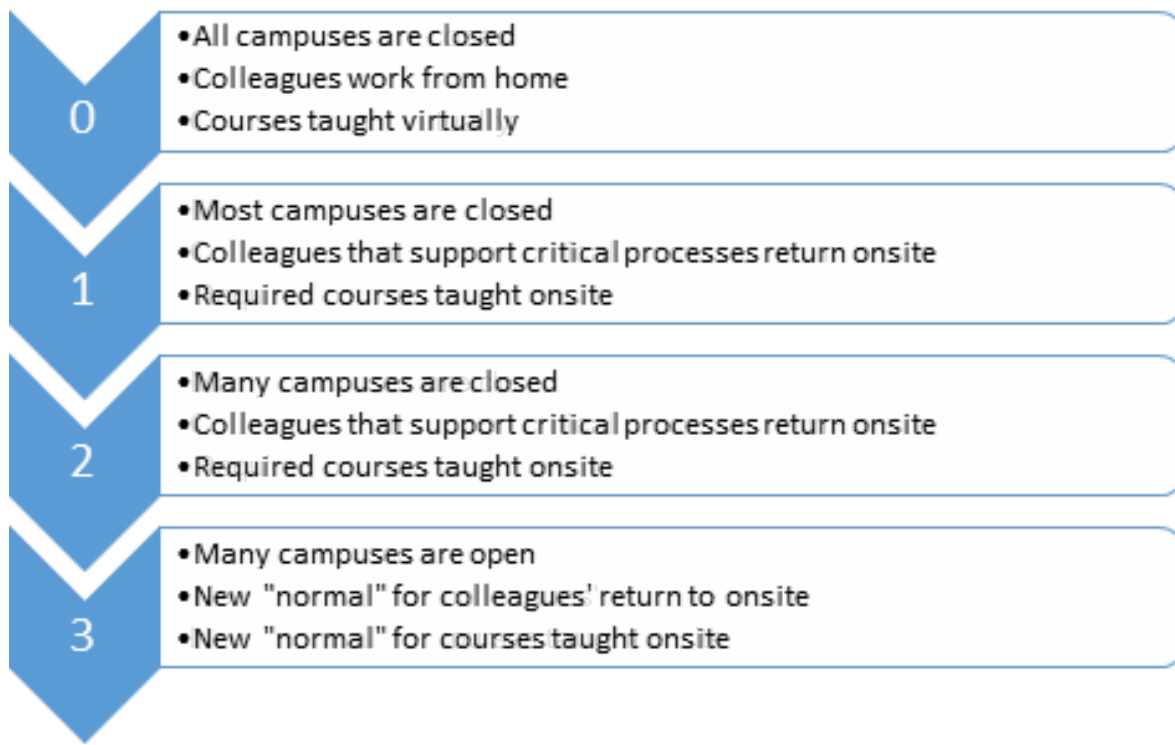 •All campuses are closed
•Colleagues work from home
0
•Courses taught virtually
•Most campuses are closed
•Colleagues that support critical processes return onsite
1
•Required courses taught onsite
•Many campuses are closed
•Colleagues that support critical processes return onsite
2
•Required courses taught onsite
•Many campuses are open
•New "normal" for colleagues' return to onsite
3
•New "normal" for courses taught onsite